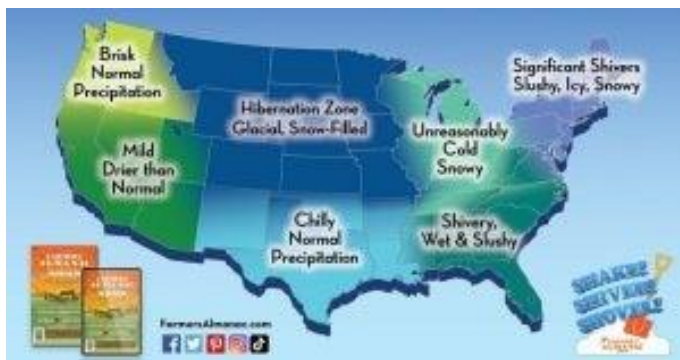 Brisk
Normal
Precipitation
Significant Shivers
Slushy, Icy, Snowy
Hibernation Zone
Glacial, Snow-Filled
Unreasonably
Cold
Snowy
Mild
Drier than
Normal
Chilly
Normal
Precipitation
Shivery,
Wet & Slushy
SHAKE!
SHIVER!
SHOVEL!
FarmersAlmanac.com